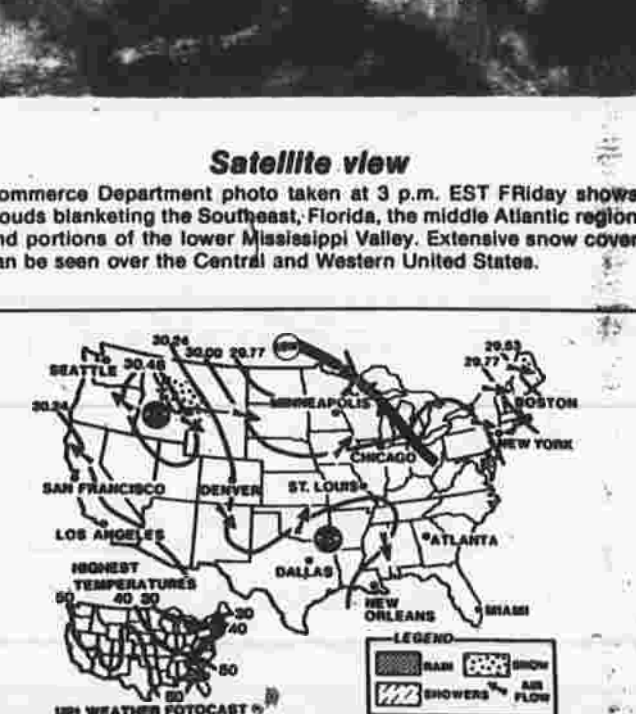 Satellite view
ommerce Department photo taken at 3 p.m. EST FRiday shows
ouds blanketing the Southeast, Florida, the middle Atlantic region
nd portions of the lower Mississippi Valley. Extensive snow cover
an be seen over the Central and Western United States.
30.24
30.46 30.00 29.77
29.53
29.77
SEATTLE
30.24
MINNEAPOLIS
BOSTON
NEW YORK
CHICAGO
SAN FRANCISCO DENVER ST. LOUIS
LOS ANGELES
ATLANTA
DALLAS
HIGHEST
TEMPERATURES
NEW
ORLEANS
MIAMI
50 40 30
30
40
50
50
LEGEND
RAIN SNOW
SHOWERS AIR
FLOW
UPI WEATHER FOTOCAST ®